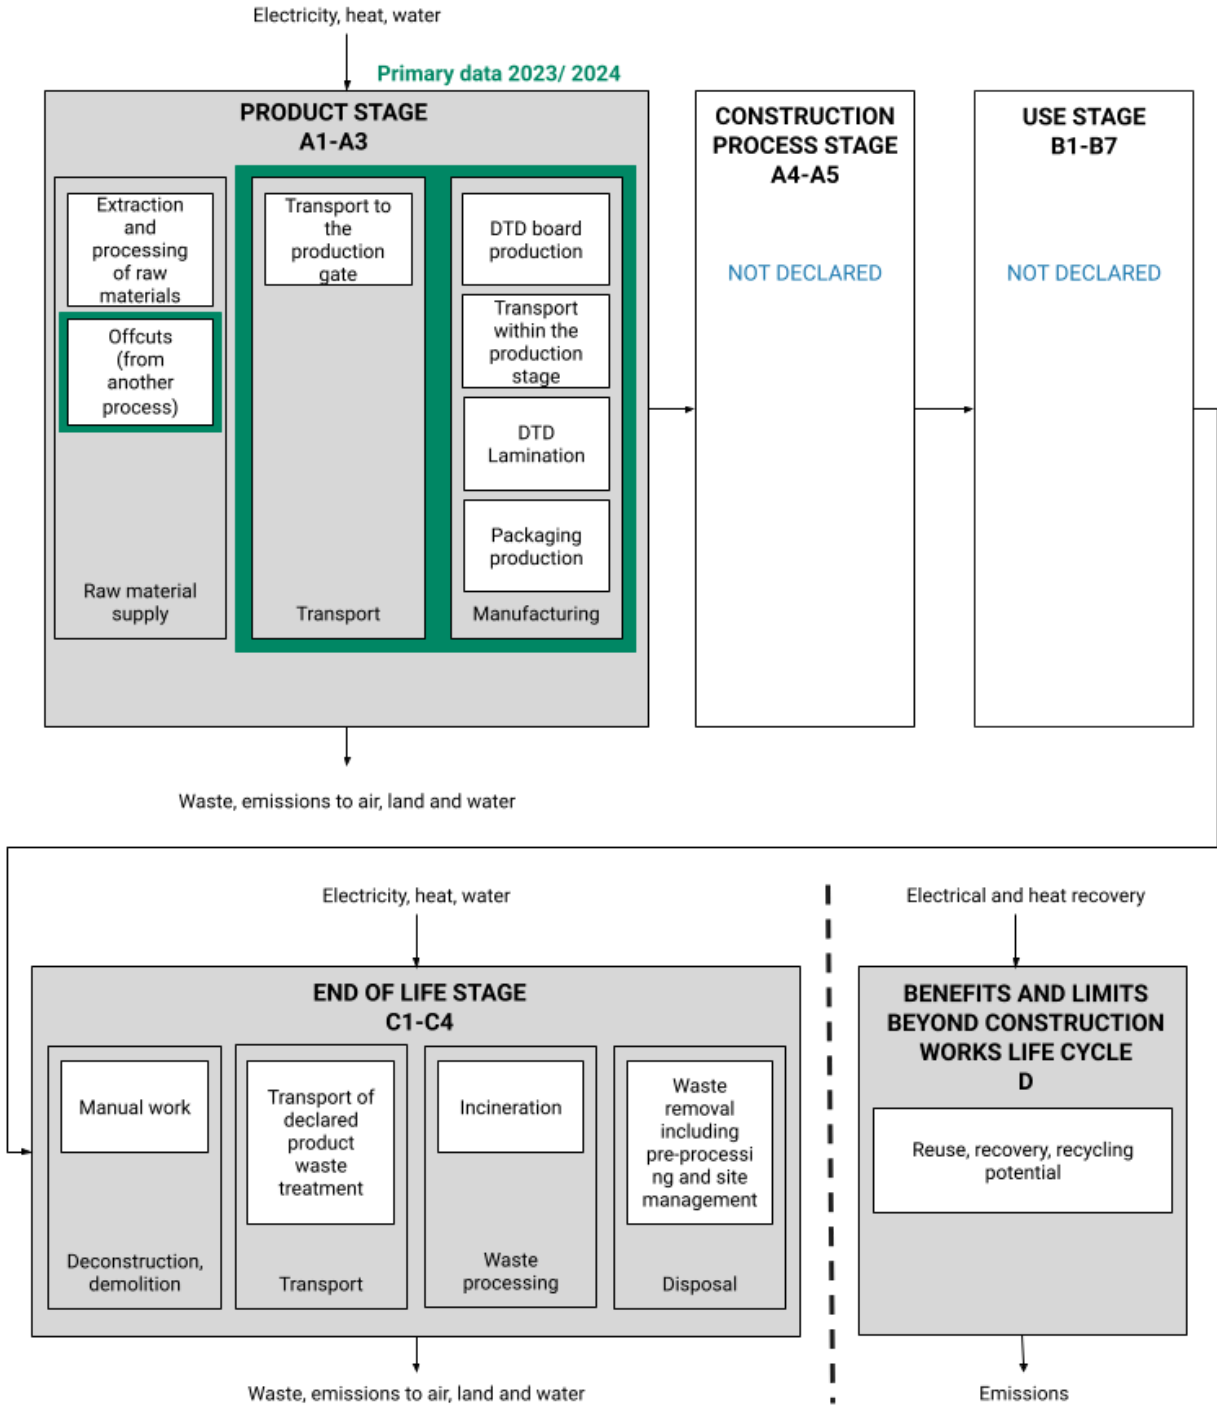 Electricity, heat, water
Primary data 2023/ 2024
PRODUCT STAGE
A1-A3
Extraction
and
processing
of raw
materials
Offcuts
(from
another
process)
Raw material
supply
Transport to
the
production
gate
Transport
DTD board
production
Transport
within the
production
stage
DTD
Lamination
Packaging
production
Manufacturing
CONSTRUCTION
PROCESS STAGE
A4-A5
NOT DECLARED
USE STAGE
B1-B7
NOT DECLARED
Waste, emissions to air, land and water
Electricity, heat, water
END OF LIFE STAGE
C1-C4
Manual work
Deconstruction,
demolition
Transport of
declared
product
waste
treatment
Transport
Incineration
Waste
processing
Waste
removal
including
pre-processi
ng and site
management
Disposal
Waste, emissions to air, land and water
Electrical and heat recovery
BENEFITS AND LIMITS
BEYOND CONSTRUCTION
WORKS LIFE CYCLE
D
Reuse, recovery, recycling
potential
Emissions